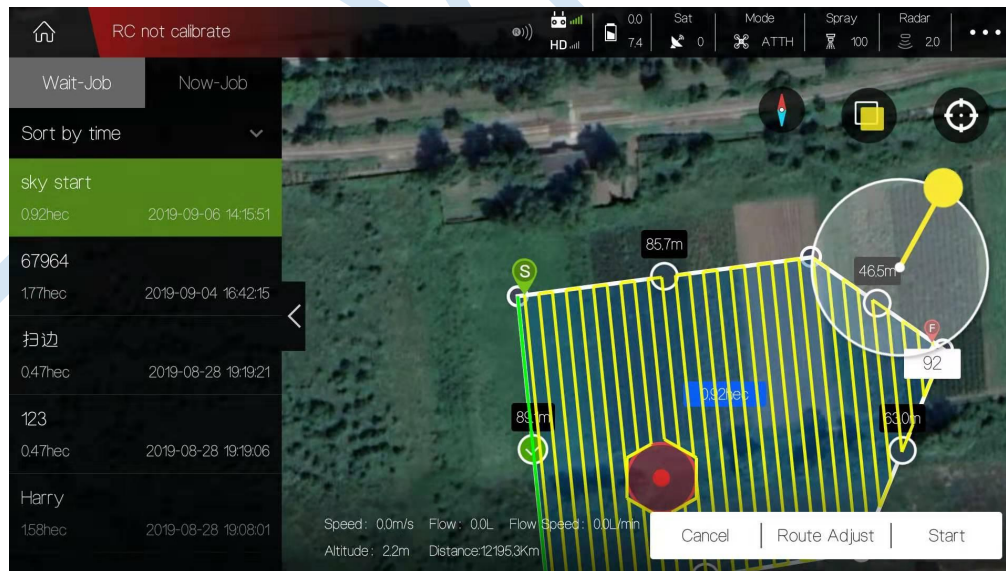 RC not calibrate
HD
0.0
7.4
Sat
0
Mode
ATTH
Spray
100
Radar
2.0
Wait-Job
Now-Job
Sort by time
sky start
0.92hec 2019-09-06 14:15:51
67964
1.77hec 2019-09-04 16:42:15
扫边
0.47hec 2019-08-28 19:19:21
123
0.47hec 2019-08-28 19:19:06
Harry
1.58hec 2019-08-28 19:08:01
S
85.7m
46.5m
F
92
0.92hec
89.1m
63.0m
Speed: 0.0m/s Flow: 0.0L Flow Speed: 0.0L/min
Altitude: 2.2m Distance:12195.3Km
Cancel
Route Adjust
Start